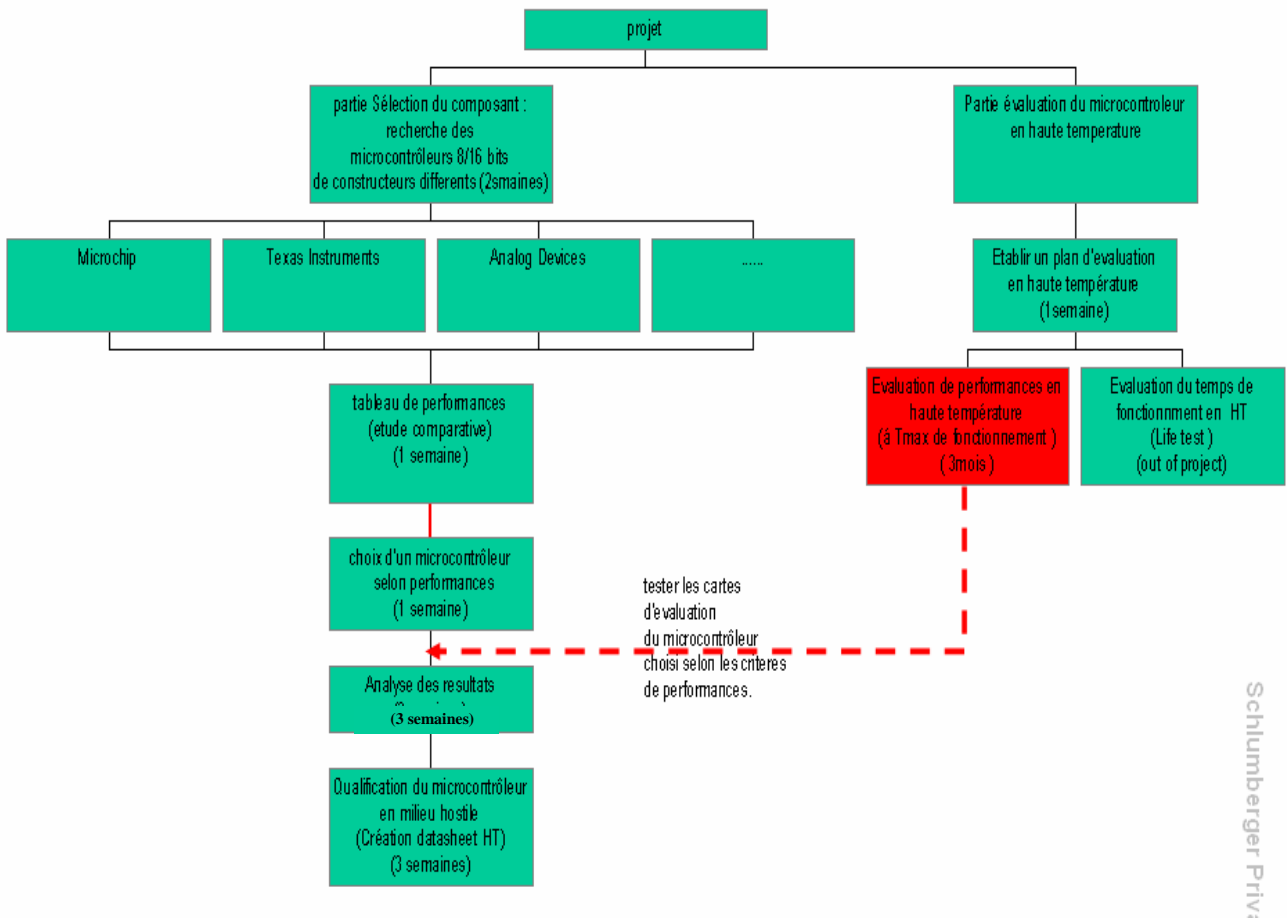 projet
partie Sélection du composant :
recherche des
microcontrôleurs 8/16 bits
de constructeurs differents (2smaines)
Partie évaluation du microcontroleur
en haute temperature
Microchip
Texas Instruments
Analog Devices
......
Etablir un plan d'evaluation
en haute température
(1semaine)
tableau de performances
(etude comparative)
(1 semaine)
Evaluation de performances en
haute température
(á Tmax de fonctionnement )
( 3mois )
Evaluation du temps de
fonctionnment en HT
(Life test )
(out of project)
choix d'un microcontrôleur
selon performances
(1 semaine)
tester les cartes
d'evaluation
du microcontrôleur
choisi selon les criteres
de performances.
Analyse des resultats
(3 semaines)
Qualification du microcontrôleur
en milieu hostile
(Création datasheet HT)
(3 semaines)
Schlumberger Priva